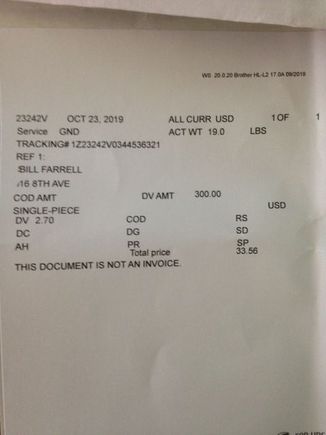 WS 20.0.20 Brother HL-L2 17.0A 09/2019
23242V OCT 23, 2019 ALL CURR USD 1 OF 1
Service GND ACT WT 19.0 LBS
TRACKING# 1Z23242V0344536321
REF 1:
BILL FARRELL
16 8TH AVE
COD AMT DV AMT 300.00 USD
SINGLE-PIECE
DV 2.70 COD RS
DC DG SD
AH PR SP
Total price 33.56
THIS DOCUMENT IS NOT AN INVOICE.